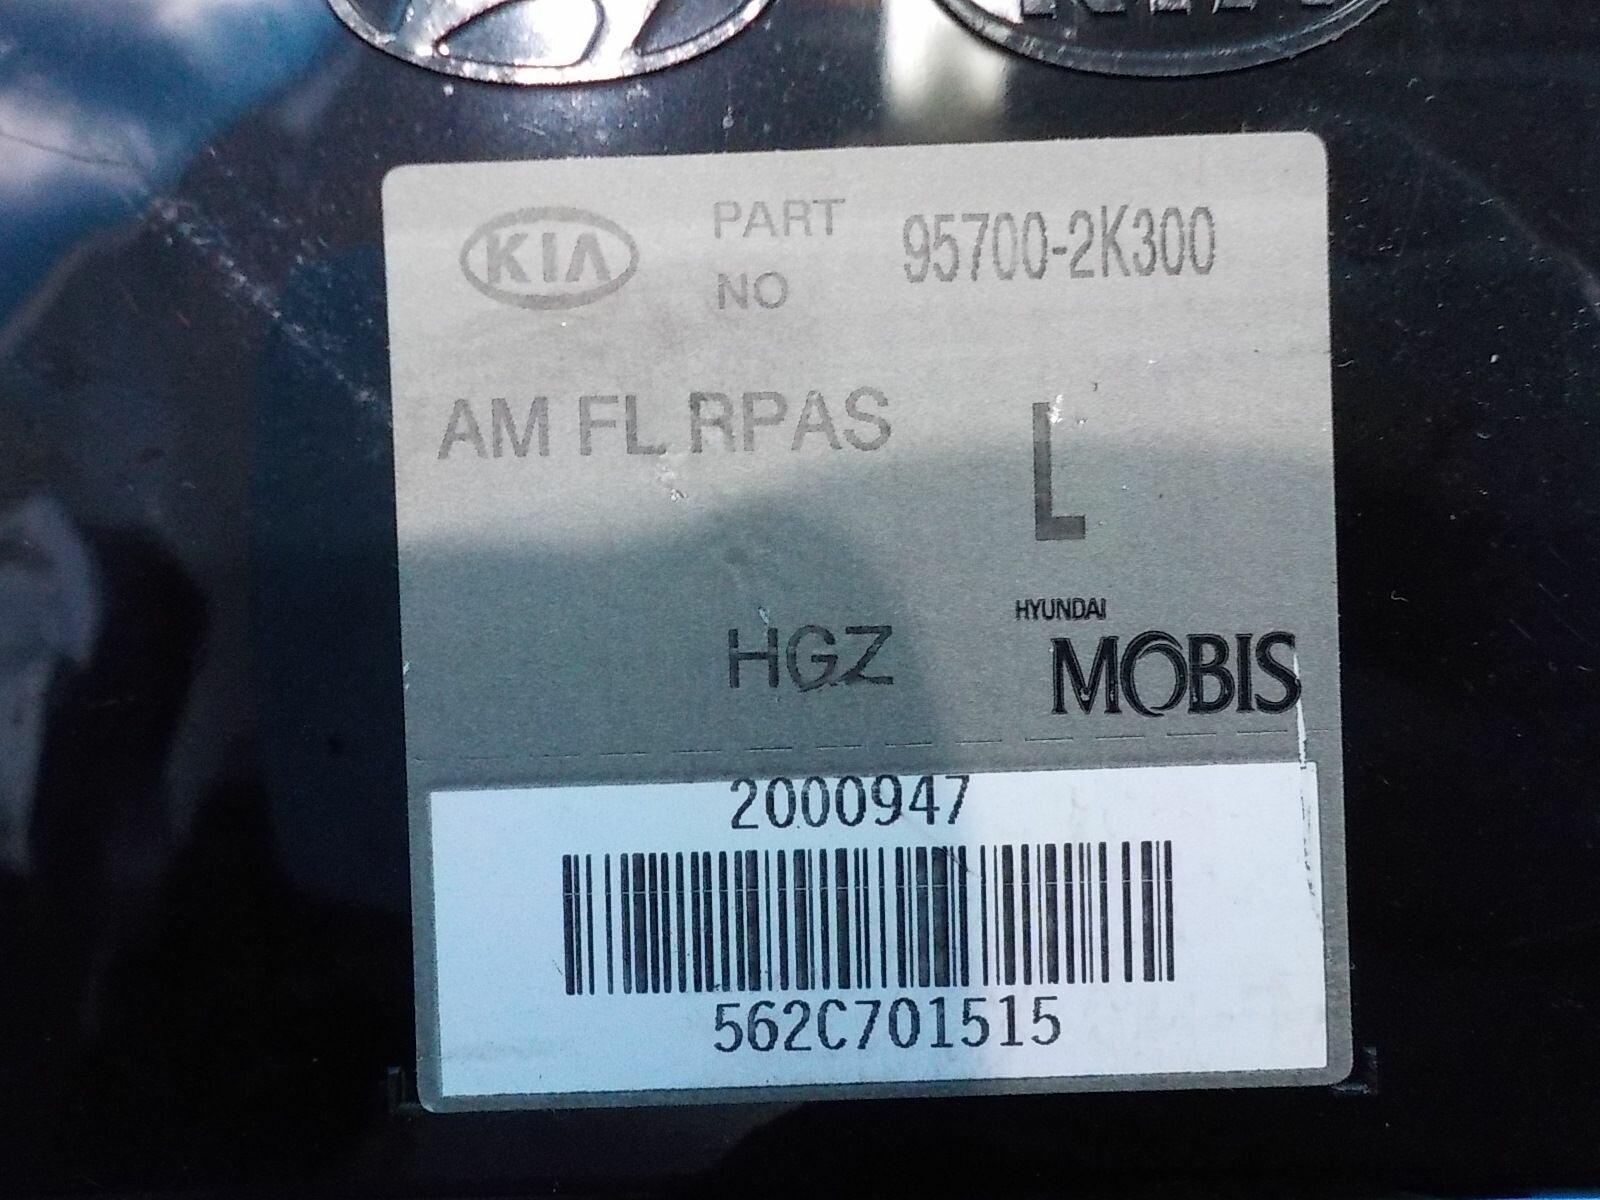 KIA
PART NO 95700-2K300
AM FL RPAS L
HYUNDAI
HGZ MOBIS
2000947
562C701515